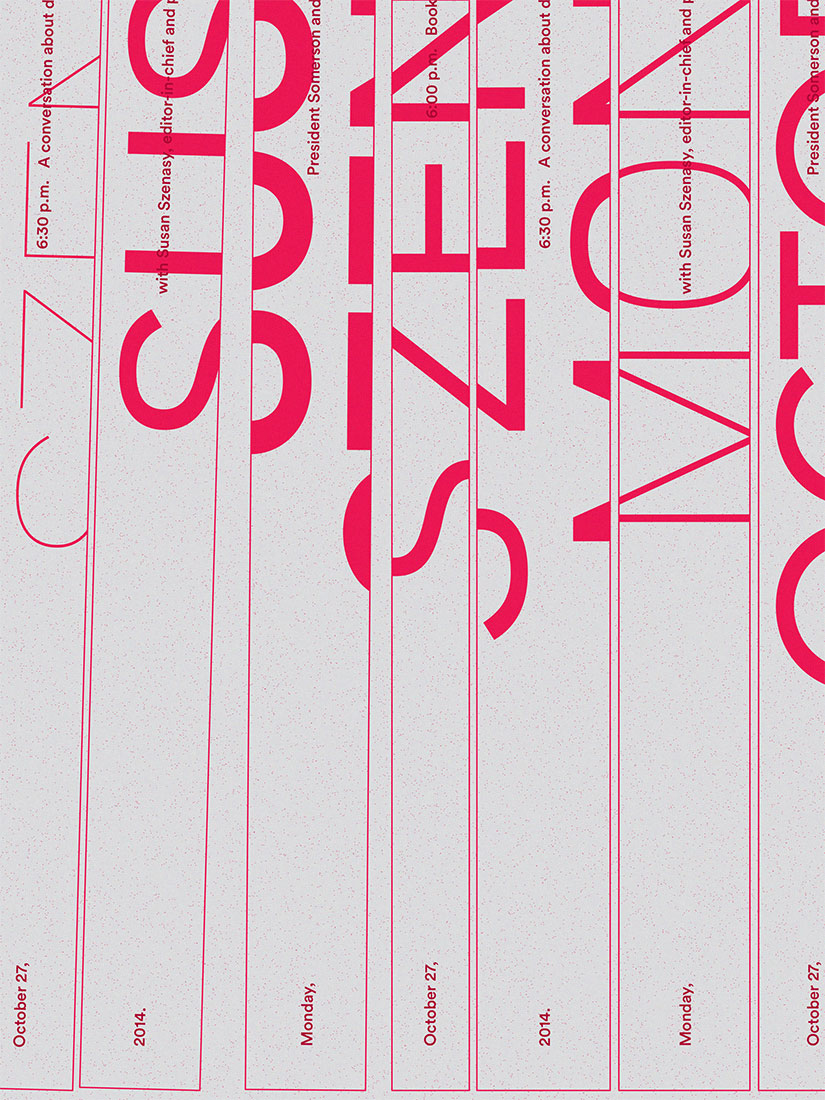 SZE
6:30 p.m. A conversation about
October 27,
SUS
with Susan Szenasy, editor-in-chief and
2014.
President Somerson and
Monday,
SZEN
6:00 p.m. Book
October 27,
6:30 p.m. A conversation about
2014.
MON
with Susan Szenasy, editor-in-chief and
Monday,
OCTO
President Somerson and
October 27,